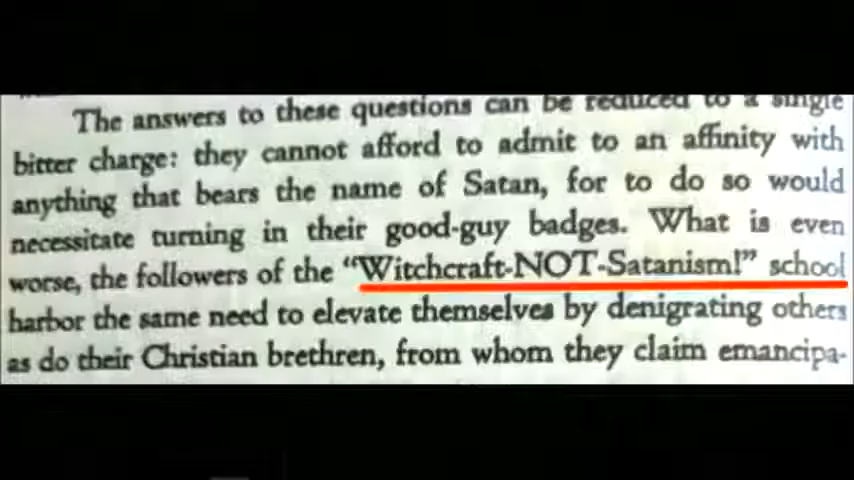 The answers to these questions can be reduced to a single
bitter charge: they cannot afford to admit to an affinity with
anything that bears the name of Satan, for to do so would
necessitate turning in their good-guy badges. What is even
worse, the followers of the “Witchcraft-NOT-Satanism!” school
harbor the same need to elevate themselves by denigrating others
as do their Christian brethren, from whom they claim emancipa-